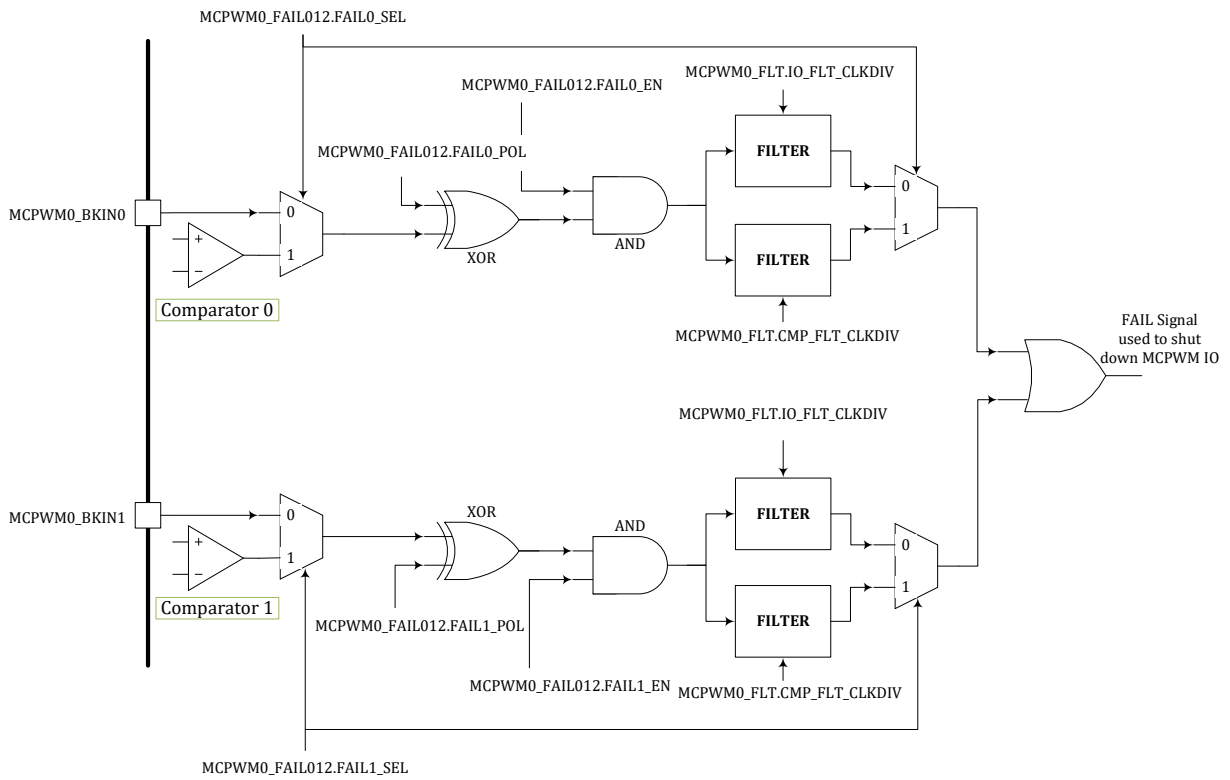 MCPWM0_FAIL012.FAIL0_SEL
MCPWM0_FLT.IO_FLT_CLKDIV
MCPWM0_FAIL012.FAIL0_EN
MCPWM0_FAIL012.FAIL0_POL
FILTER
0
MCPWM0_BKIN0
0
+
1
−
XOR
AND
FILTER
1
Comparator 0
MCPWM0_FLT.CMP_FLT_CLKDIV
FAIL Signal
used to shut
down MCPWM IO
MCPWM0_FLT.IO_FLT_CLKDIV
MCPWM0_BKIN1
0
XOR
AND
FILTER
0
+
1
−
1
Comparator 1
FILTER
MCPWM0_FAIL012.FAIL1_POL
MCPWM0_FAIL012.FAIL1_EN
MCPWM0_FLT.CMP_FLT_CLKDIV
MCPWM0_FAIL012.FAIL1_SEL